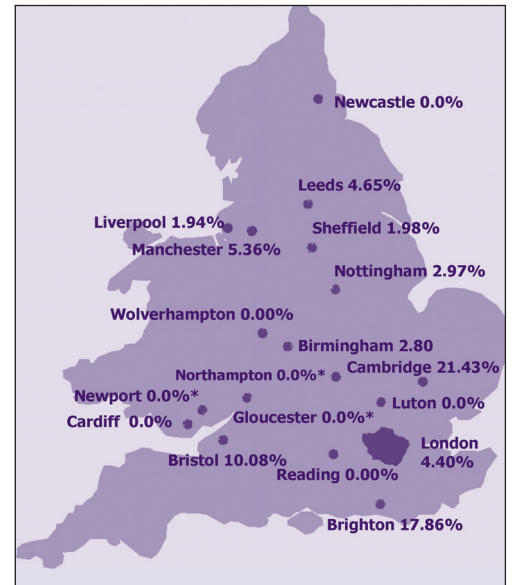 Newcastle 0.0%
Leeds 4.65%
Liverpool 1.94%
Sheffield 1.98%
Manchester 5.36%
Nottingham 2.97%
Wolverhampton 0.00%
Birmingham 2.80
Cambridge 21.43%
Northampton 0.0%*
Newport 0.0%*
Luton 0.0%
Gloucester 0.0%*
Cardiff 0.0%
London
4.40%
Bristol 10.08%
Reading 0.00%
Brighton 17.86%